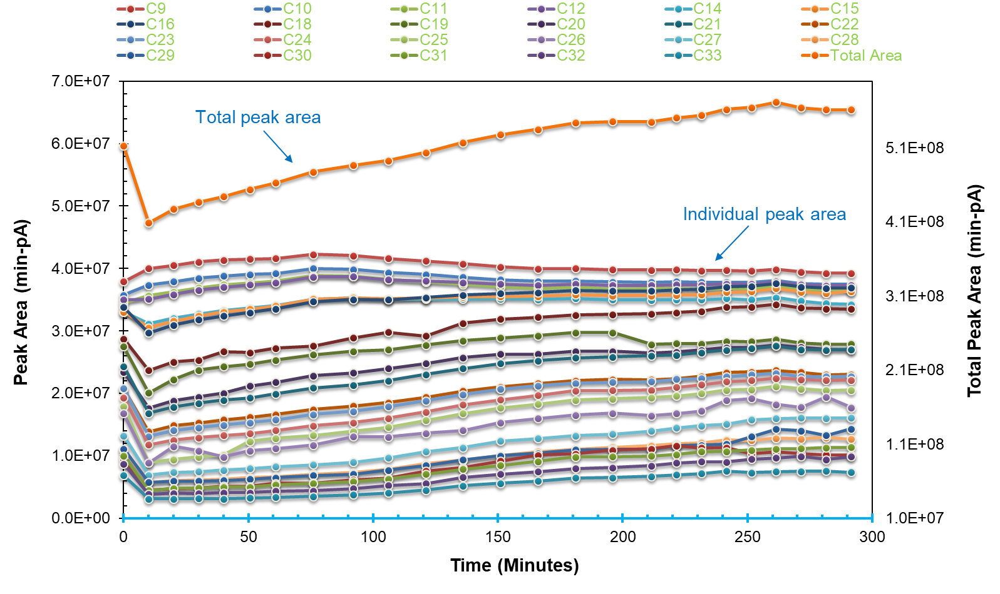 C9 C10 C11 C12 C14 C15
C16 C18 C19 C20 C21 C22
C23 C24 C25 C26 C27 C28
C29 C30 C31 C32 C33 Total Area
7.0E+07
Total peak area
6.0E+07
5.1E+08
5.0E+07
Individual peak area
4.1E+08
4.0E+07
3.1E+08
3.0E+07
2.1E+08
2.0E+07
1.1E+08
1.0E+07
0.0E+00
1.0E+07
Peak Area (min-pA)
Total Peak Area (min-pA)
0 50 100 150 200 250 300
Time (Minutes)